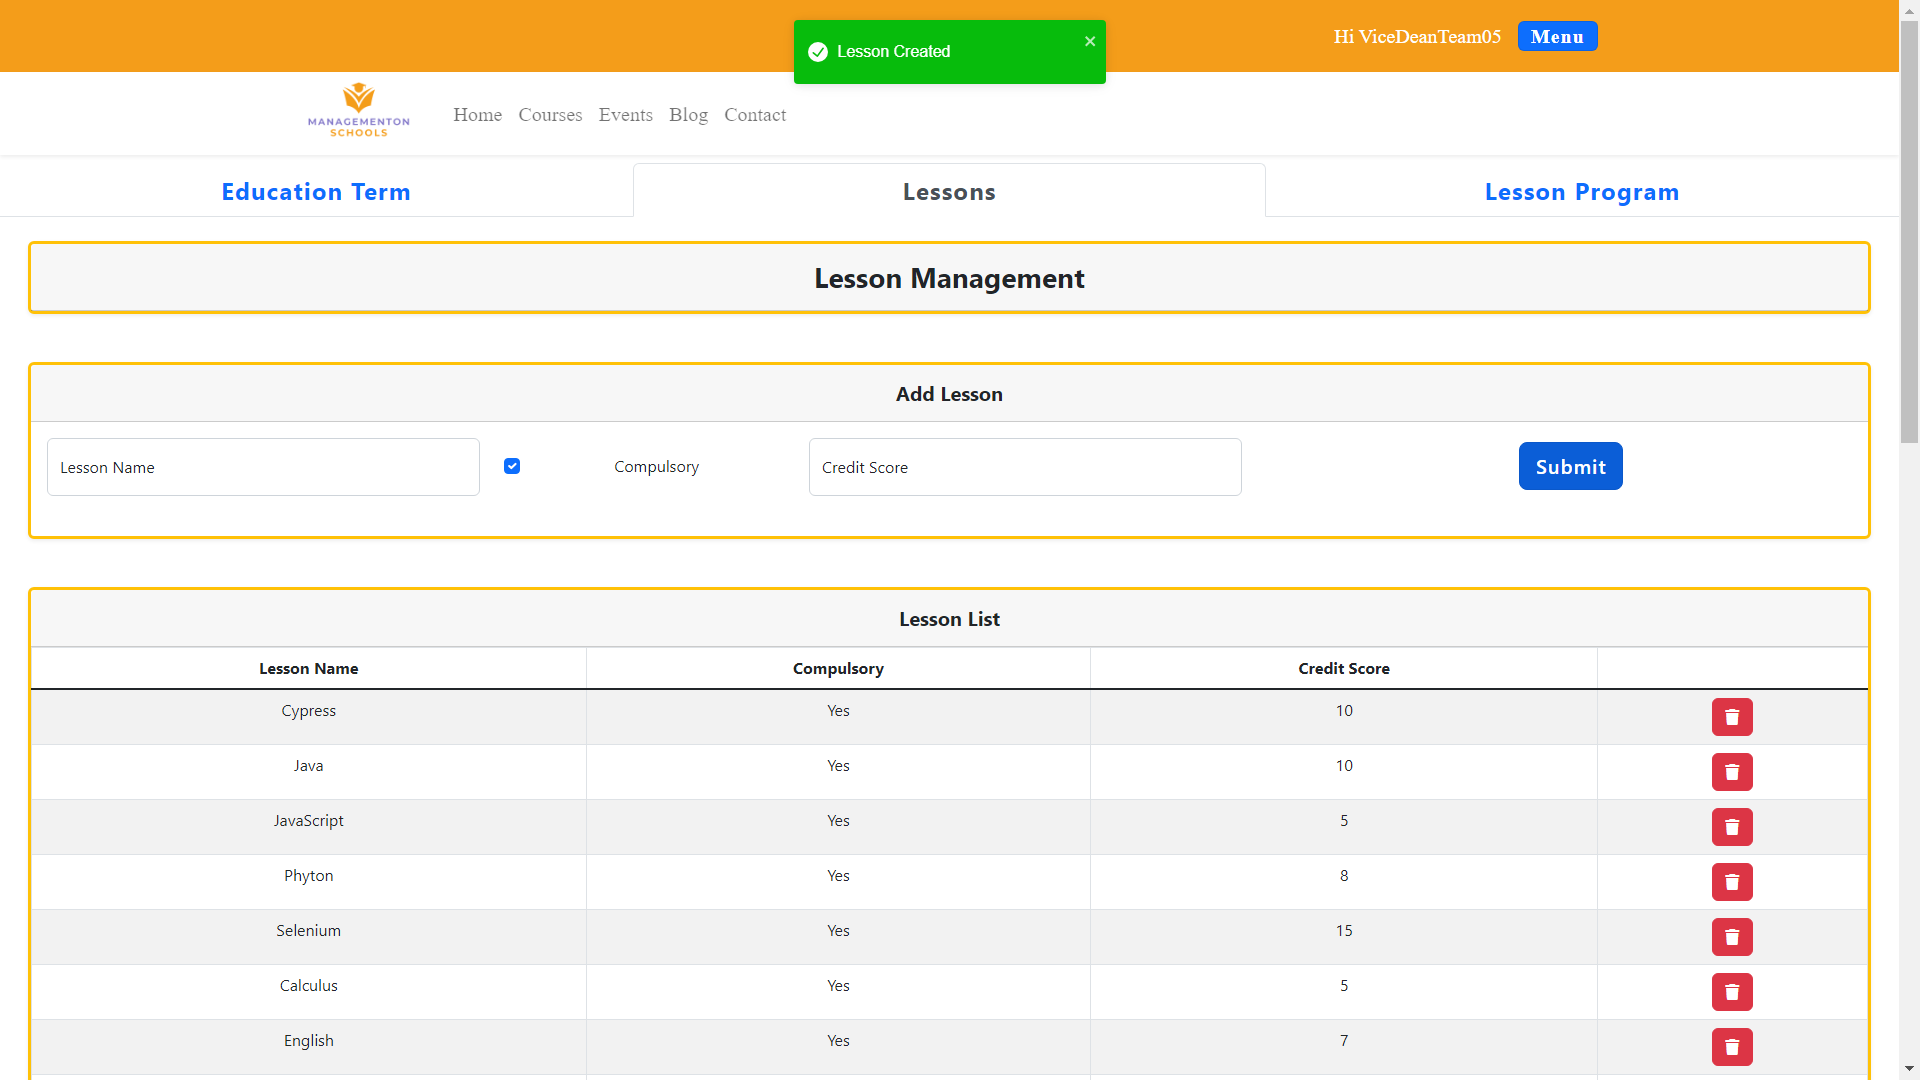 Lesson Created
Hi ViceDeanTeam05 Menu
MANAGEMENTON
SCHOOLS
Home Courses Events Blog Contact
Education Term Lessons Lesson Program
Lesson Management
Add Lesson
Lesson Name Compulsory Credit Score Submit
Lesson List
Lesson Name Compulsory Credit Score
Cypress Yes 10
Java Yes 10
JavaScript Yes 5
Phyton Yes 8
Selenium Yes 15
Calculus Yes 5
English Yes 7